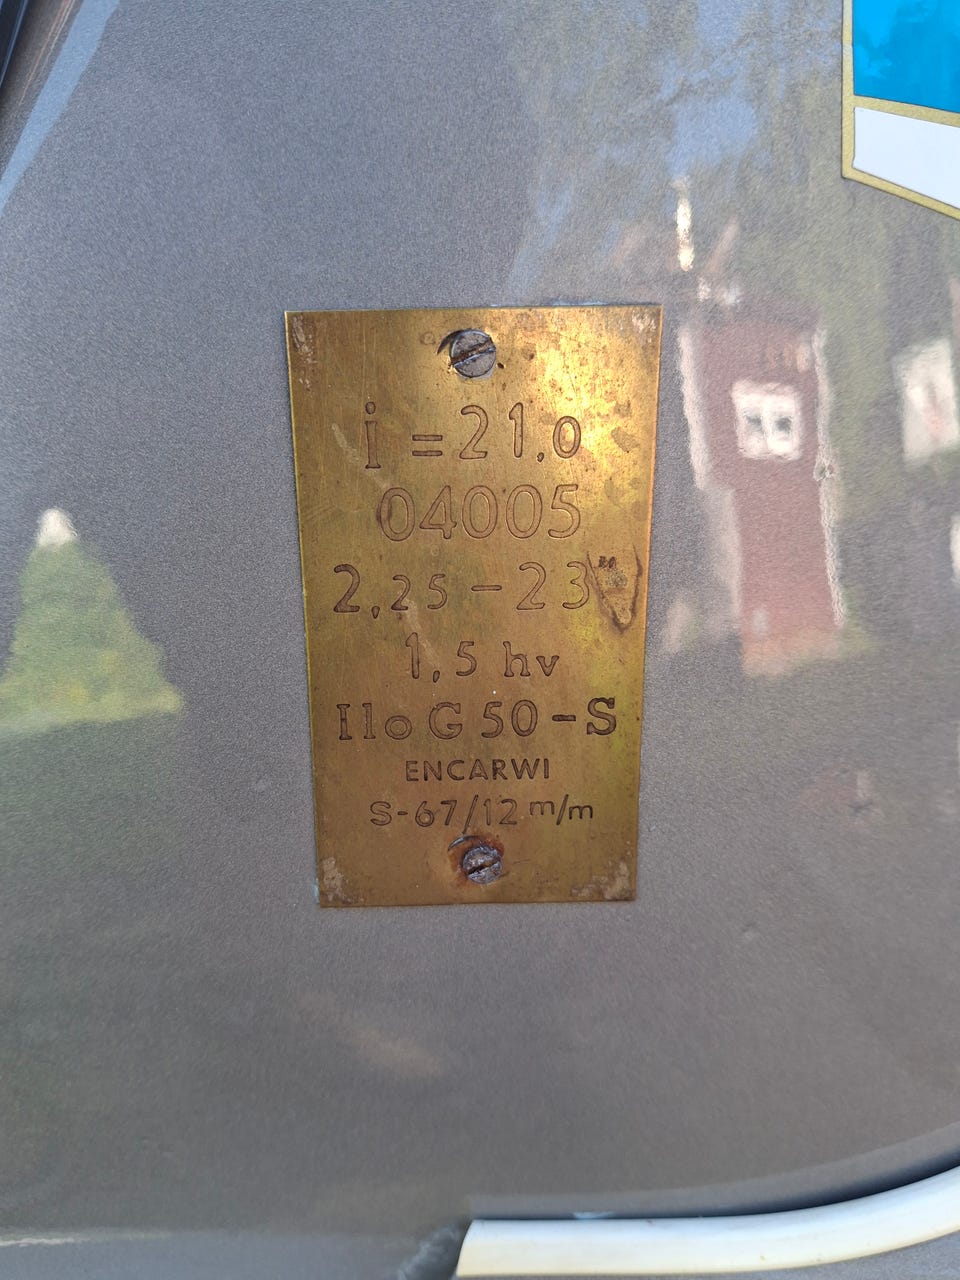 i = 21,0
04005
2,25 - 23"
1,5 hv
Ilo G 50 - S
ENCARWI
S-67/12 m/m